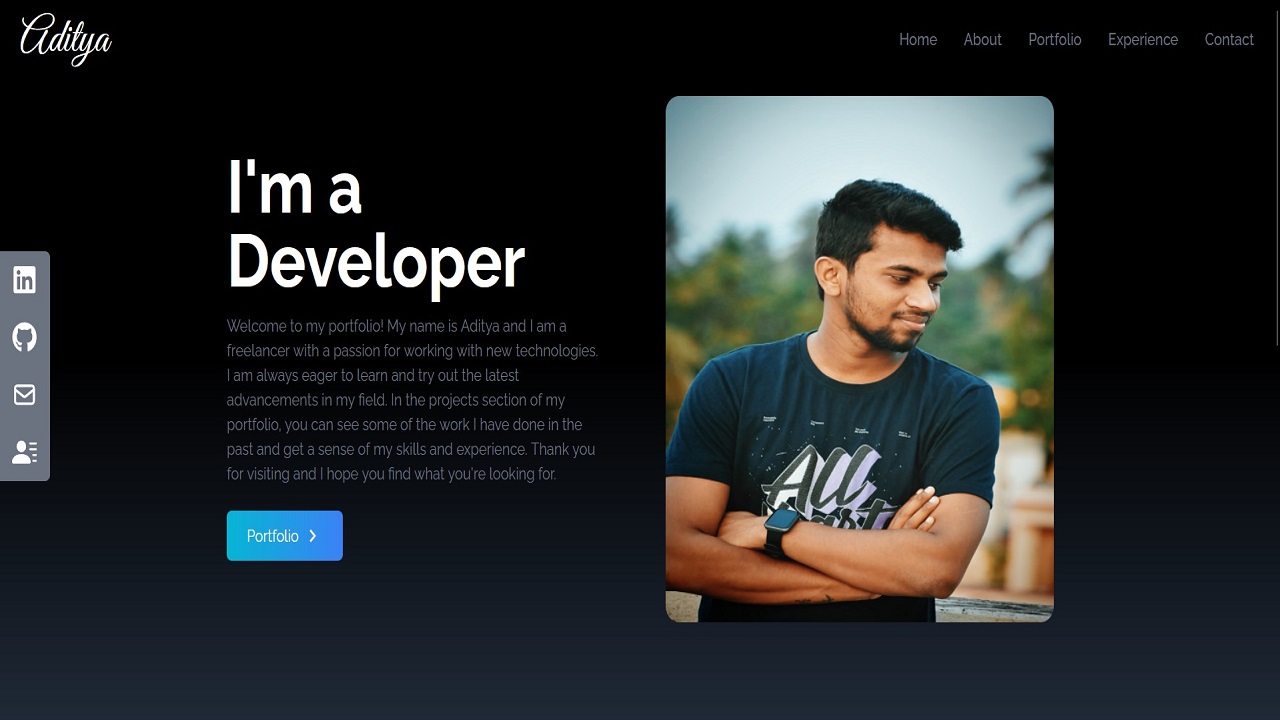 Aditya
Home About Portfolio Experience Contact
I'm a
Developer
Welcome to my portfolio! My name is Aditya and I am a
freelancer with a passion for working with new technologies.
I am always eager to learn and try out the latest
advancements in my field. In the projects section of my
portfolio, you can see some of the work I have done in the
past and get a sense of my skills and experience. Thank you
for visiting and I hope you find what you're looking for.
Portfolio
in
All